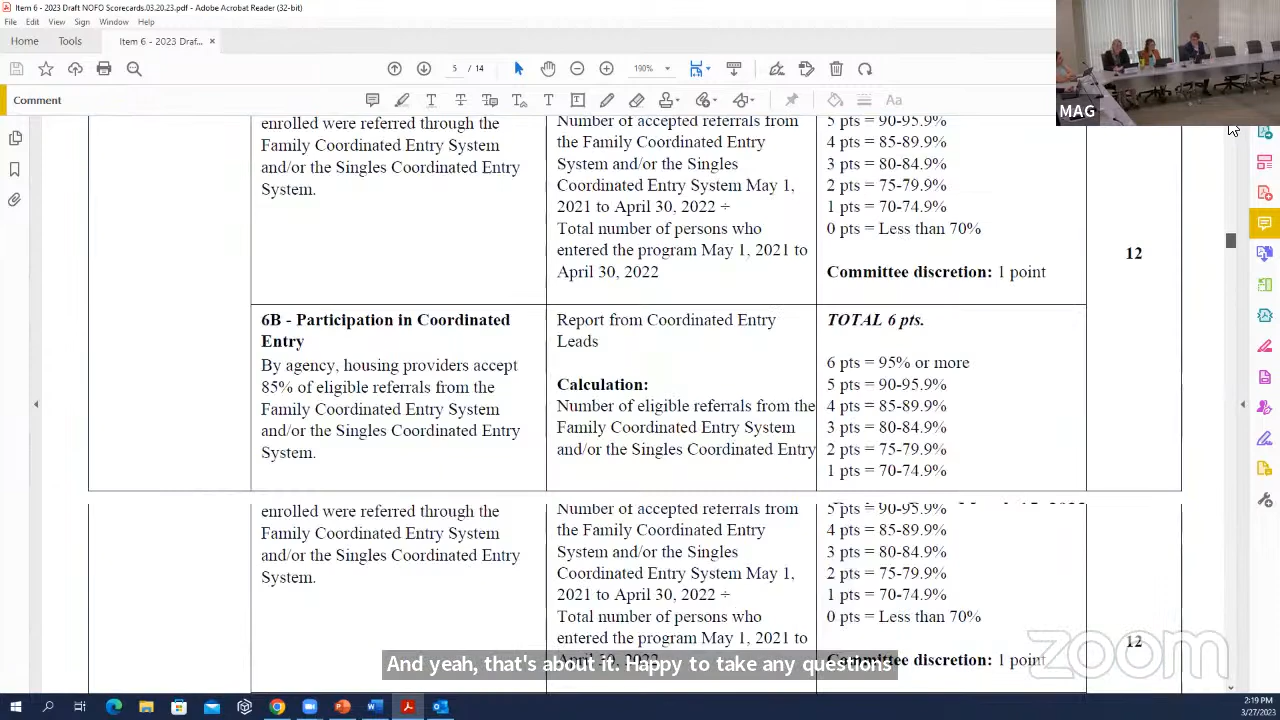 Item 6 - 2023 Draft NOFO Scorecards.03.20.23.pdf - Adobe Acrobat Reader (32-bit)
File Edit View Sign Window Help
Home Tools Item 6 - 2023 Draf... ×
5 / 14 190%
Comment
MAG
enrolled were referred through the
Family Coordinated Entry System
and/or the Singles Coordinated Entry
System.
Number of accepted referrals from
the Family Coordinated Entry
System and/or the Singles
Coordinated Entry System May 1,
2021 to April 30, 2022 ÷
Total number of persons who
entered the program May 1, 2021 to
April 30, 2022
5 pts = 90-95.9%
4 pts = 85-89.9%
3 pts = 80-84.9%
2 pts = 75-79.9%
1 pts = 70-74.9%
0 pts = Less than 70%
Committee discretion: 1 point
12
6B - Participation in Coordinated
Entry
By agency, housing providers accept
85% of eligible referrals from the
Family Coordinated Entry System
and/or the Singles Coordinated Entry
System.
Report from Coordinated Entry
Leads
Calculation:
Number of eligible referrals from the
Family Coordinated Entry System
and/or the Singles Coordinated Entry
TOTAL 6 pts.
6 pts = 95% or more
5 pts = 90-95.9%
4 pts = 85-89.9%
3 pts = 80-84.9%
2 pts = 75-79.9%
1 pts = 70-74.9%
enrolled were referred through the
Family Coordinated Entry System
and/or the Singles Coordinated Entry
System.
Number of accepted referrals from
the Family Coordinated Entry
System and/or the Singles
Coordinated Entry System May 1,
2021 to April 30, 2022 ÷
Total number of persons who
entered the program May 1, 2021 to
April 30, 2022
5 pts = 90-95.9%
4 pts = 85-89.9%
3 pts = 80-84.9%
2 pts = 75-79.9%
1 pts = 70-74.9%
0 pts = Less than 70%
Committee discretion: 1 point
12
zoom
And yeah, that's about it. Happy to take any questions
2:19 PM
3/27/2023